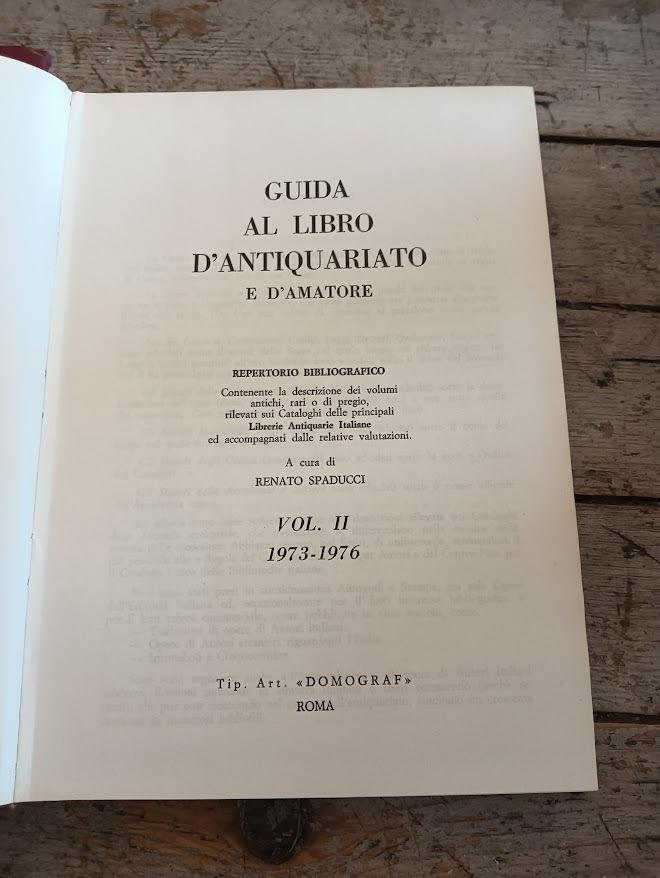 GUIDA
AL LIBRO
D'ANTIQUARIATO
E D'AMATORE
REPERTORIO BIBLIOGRAFICO
Contenente la descrizione dei volumi
antichi, rari o di pregio,
rilevati sui Cataloghi delle principali
Librerie Antiquarie Italiane
ed accompagnati dalle relative valutazioni.
A cura di
RENATO SPADUCCI
VOL. II
1973-1976
Tip. Art. «DOMOGRAF»
ROMA